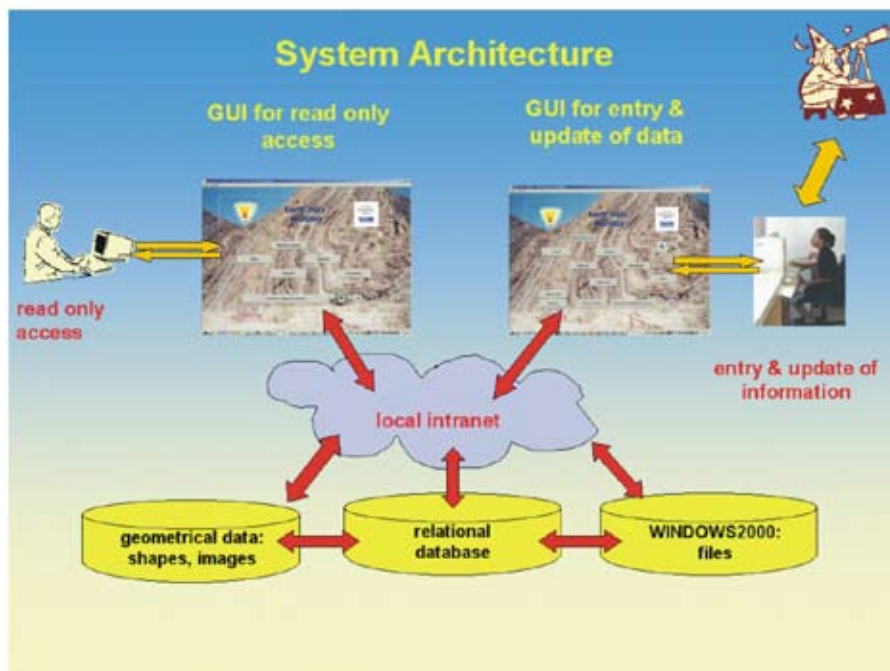 System Architecture
GUI for read only
access
GUI for entry &
update of data
read only
access
entry & update of
information
local intranet
geometrical data:
shapes, images
relational
database
WINDOWS2000:
files